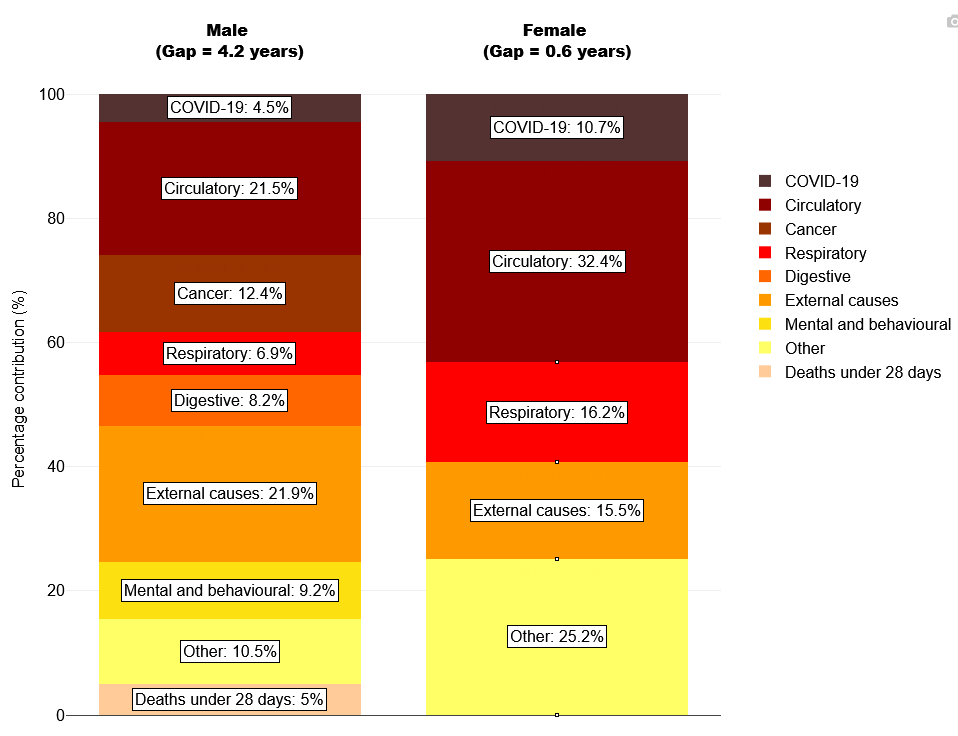 Male
(Gap = 4.2 years)
Female
(Gap = 0.6 years)
Percentage contribution (%)
100
80
60
40
20
0
COVID-19: 4.5%
Circulatory: 21.5%
Cancer: 12.4%
Respiratory: 6.9%
Digestive: 8.2%
External causes: 21.9%
Mental and behavioural: 9.2%
Other: 10.5%
Deaths under 28 days: 5%
COVID-19: 10.7%
Circulatory: 32.4%
Respiratory: 16.2%
External causes: 15.5%
Other: 25.2%
COVID-19
Circulatory
Cancer
Respiratory
Digestive
External causes
Mental and behavioural
Other
Deaths under 28 days